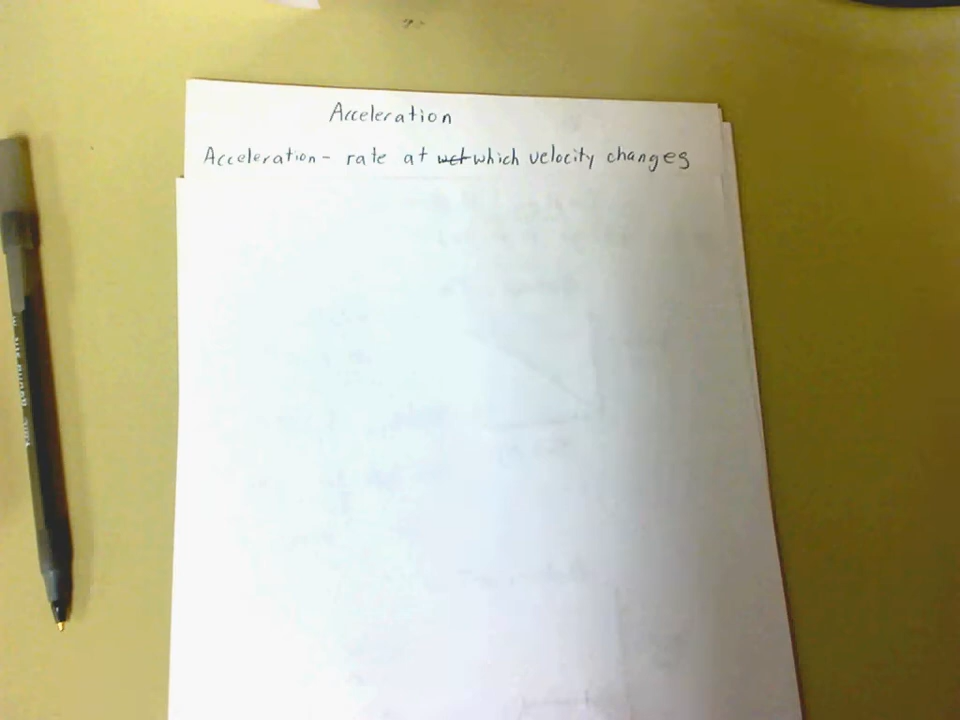 Acceleration
Acceleration - rate at which velocity changes